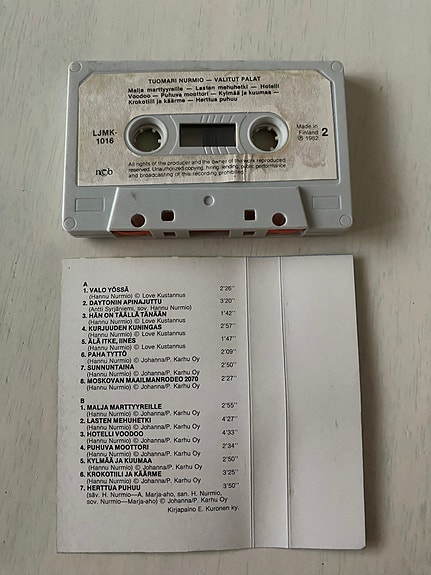 TUOMARI NURMIO — VALITUT PALAT
Malja marttyyreille — Lasten mehuhetki — Hotelli
Voodoo — Puhuva moottori — Kylmää ja kuumaa —
Krokotiili ja käärme — Herttua puhuu
LJMK-
1016
Made in
Finland
℗ 1982
2
ncb
All rights of the producer and the owner of the work reproduced
reserved. Unauthorized copying, hiring, lending, public performance
and broadcasting of this recording prohibited.
A
1. VALO YÖSSÄ 2'26''
(Hannu Nurmio) © Love Kustannus
2. DAYTONIN APINAJUTTU 3'20''
(Antti Syrjäniemi, sov. Hannu Nurmio)
3. HÄN ON TÄÄLLÄ TÄNÄÄN 1'42''
(Hannu Nurmio) © Love Kustannus
4. KURJUUDEN KUNINGAS 2'57''
(Hannu Nurmio) © Love Kustannus
5. ÄLÄ ITKE, IINES 1'47''
(Hannu Nurmio) © Love Kustannus
6. PAHA TYTTÖ 2'09''
(Hannu Nurmio) © Johanna/P. Karhu Oy
7. SUNNUNTAINA 2'50''
(Hannu Nurmio) © Johanna/P. Karhu Oy
8. MOSKOVAN MAAILMANRODEO 2070 2'27''
(Hannu Nurmio) © Johanna/P. Karhu Oy
B
1. MALJA MARTTYYREILLE 2'55''
(Hannu Nurmio) © Johanna/P. Karhu Oy
2. LASTEN MEHUHETKI 4'27''
(Hannu Nurmio) © Johanna/P. Karhu Oy
3. HOTELLI VOODOO 4'33''
(Hannu Nurmio) © Johanna/P. Karhu Oy
4. PUHUVA MOOTTORI 2'34''
(Hannu Nurmio) © Johanna/P. Karhu Oy
5. KYLMÄÄ JA KUUMAA 2'50''
(Hannu Nurmio) © Johanna/P. Karhu Oy
6. KROKOTIILI JA KÄÄRME 3'25''
(Hannu Nurmio) © Johanna/P. Karhu Oy
7. HERTTUA PUHUU 3'50''
(säv. H. Nurmio—A. Marja-aho, san. H. Nurmio,
sov. Nurmio—Marja-aho) © Johanna/P. Karhu Oy
Kirjapaino E. Kuronen ky.